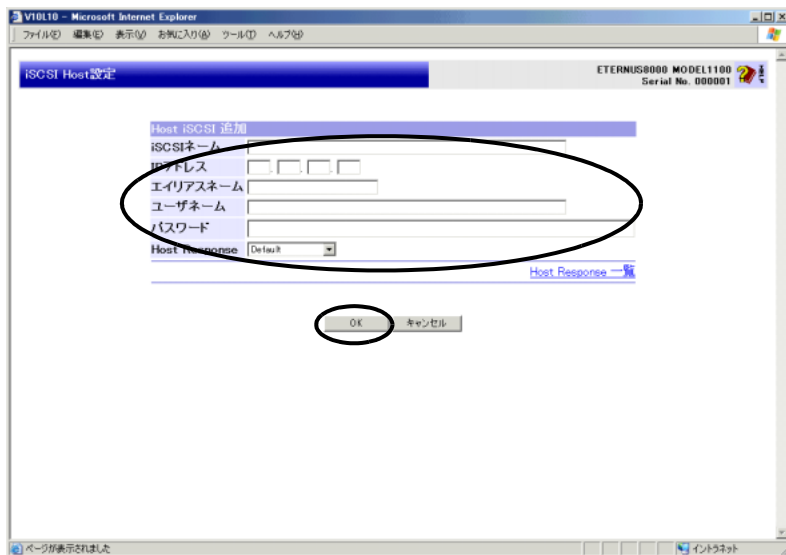 V10L10 - Microsoft Internet Explorer
ファイル(F) 編集(E) 表示(V) お気に入り(A) ツール(T) ヘルプ(H)
iSCSI Host設定
ETERNUS8000 MODEL1100
Serial No. 000001
Host iSCSI 追加
iSCSIネーム
IPアドレス . . .
エイリアスネーム
ユーザネーム
パスワード
Host Response Default
Host Response 一覧
OK キャンセル
ページが表示されました
イントラネット